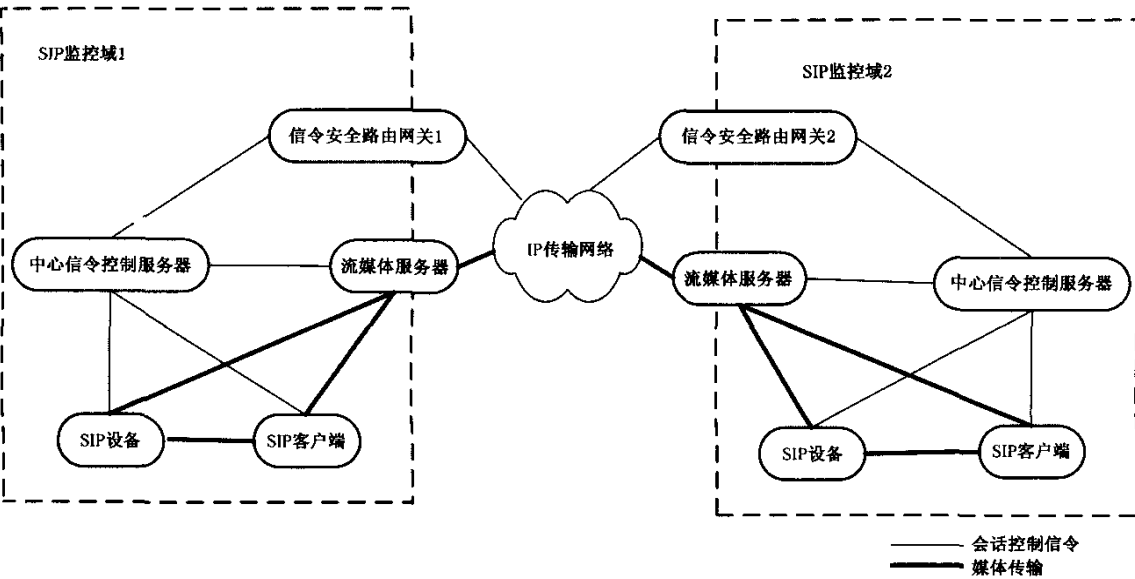 SIP监控域1
SIP监控域2
信令安全路由网关1
信令安全路由网关2
中心信令控制服务器
流媒体服务器
IP传输网络
流媒体服务器
中心信令控制服务器
SIP设备
SIP客户端
SIP设备
SIP客户端
会话控制信令
媒体传输